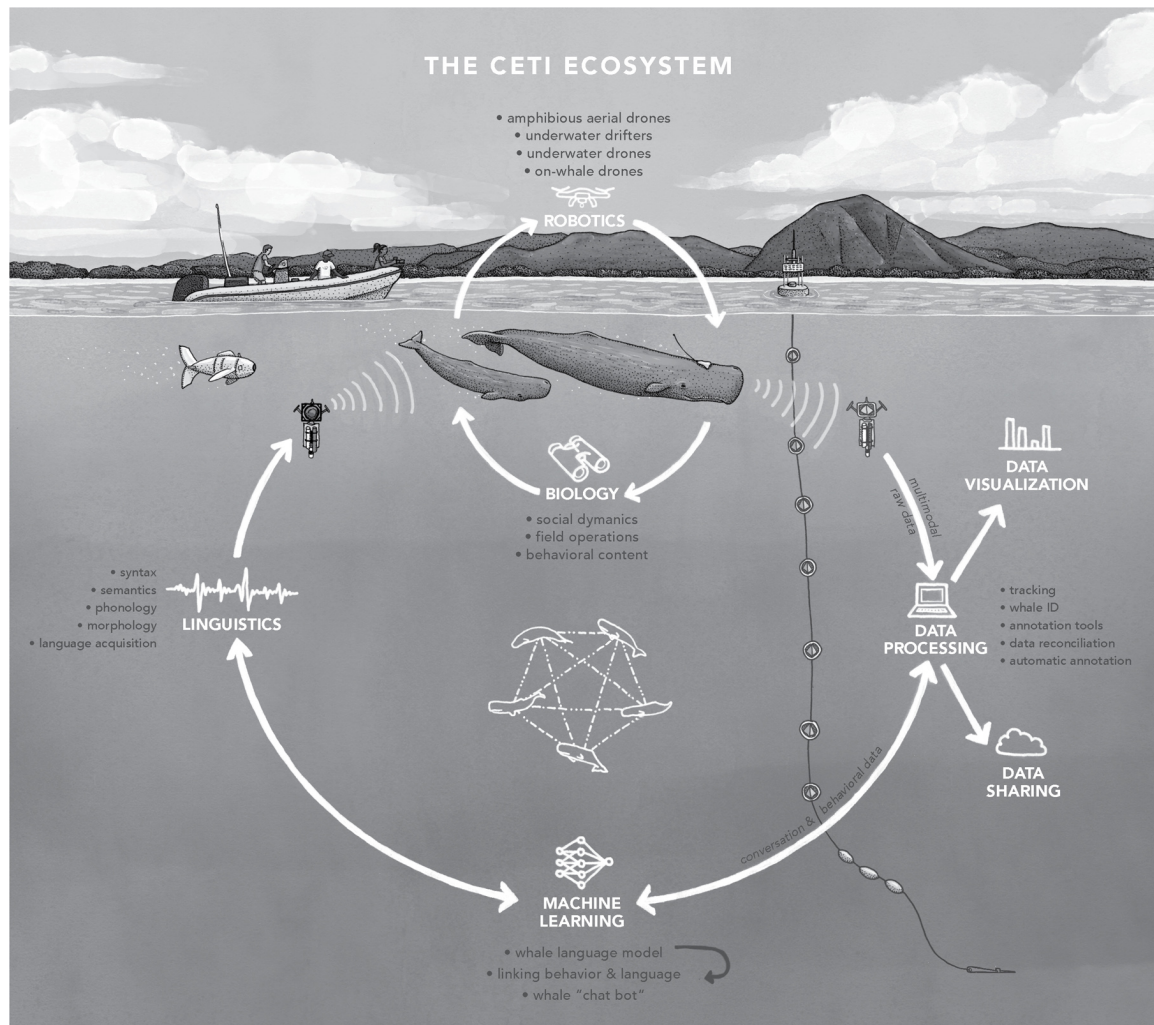 THE CETI ECOSYSTEM
• amphibious aerial drones
• underwater drifters
• underwater drones
• on-whale drones
ROBOTICS
BIOLOGY
• social dymanics
• field operations
• behavioral content
DATA
VISUALIZATION
multimodal
raw data
• syntax
• semantics
• phonology
• morphology
• language acquisition
LINGUISTICS
DATA
PROCESSING
• tracking
• whale ID
• annotation tools
• data reconciliation
• automatic annotation
DATA
SHARING
conversation & behavioral data
MACHINE
LEARNING
• whale language model
• linking behavior & language
• whale “chat bot”